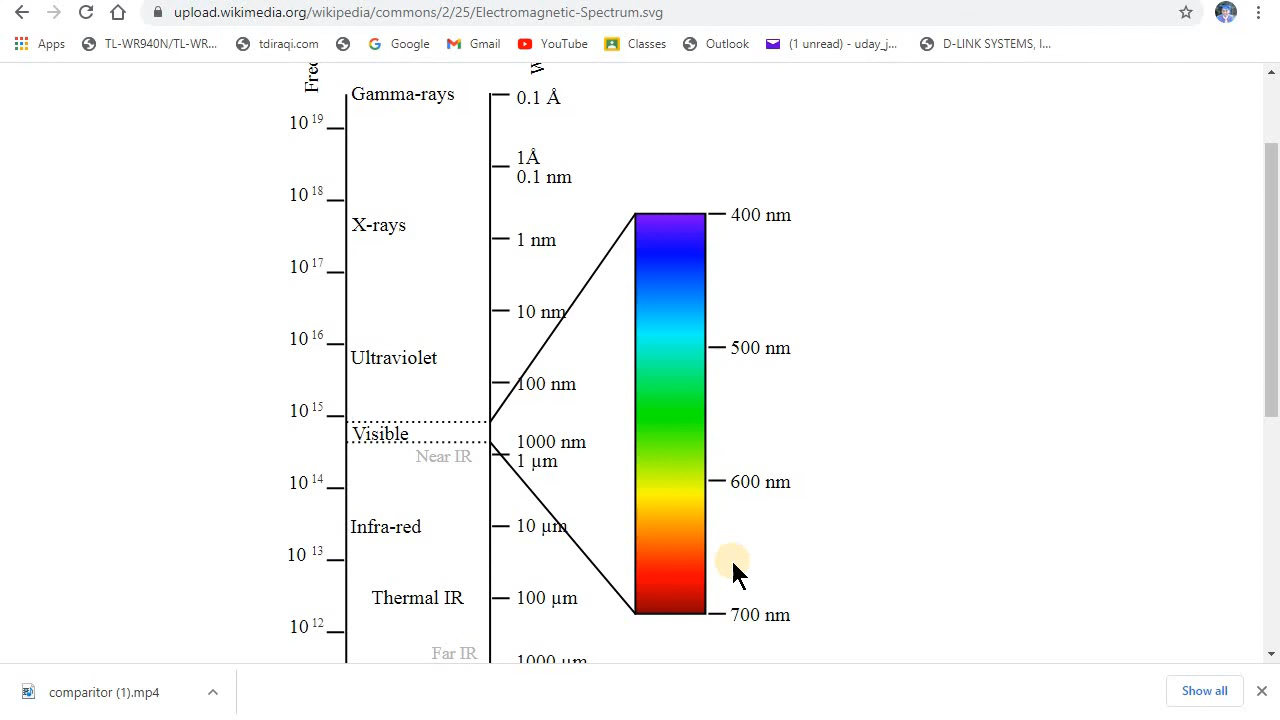 upload.wikimedia.org/wikipedia/commons/2/25/Electromagnetic-Spectrum.svg
Apps TL-WR940N/TL-WR... tdiraqi.com Google Gmail YouTube Classes Outlook (1 unread) - uday_j... D-LINK SYSTEMS, I...
Gamma-rays 0.1 Å
10 19
1Å
0.1 nm
10 18
400 nm
X-rays
1 nm
10 17
10 nm
10 16
500 nm
Ultraviolet
100 nm
10 15
Visible
1000 nm
Near IR 1 µm
10 14
600 nm
Infra-red 10 µm
10 13
Thermal IR 100 µm
700 nm
10 12
Far IR
1000 µm
comparitor (1).mp4 Show all